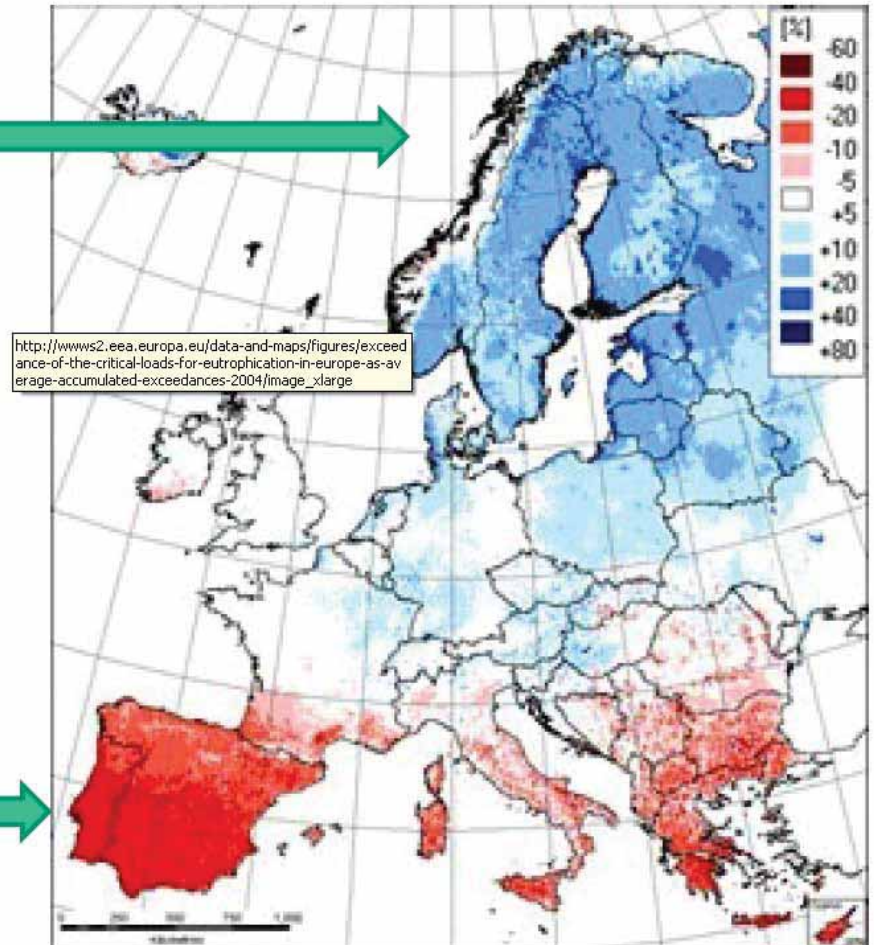 [%]
-60
-40
-20
-10
-5
+5
+10
+20
+40
+80
http://wwws2.eea.europa.eu/data-and-maps/figures/exceed
ance-of-the-critical-loads-for-eutrophication-in-europe-as-av
erage-accumulated-exceedances-2004/image_xlarge
0 250 500 750 1,000